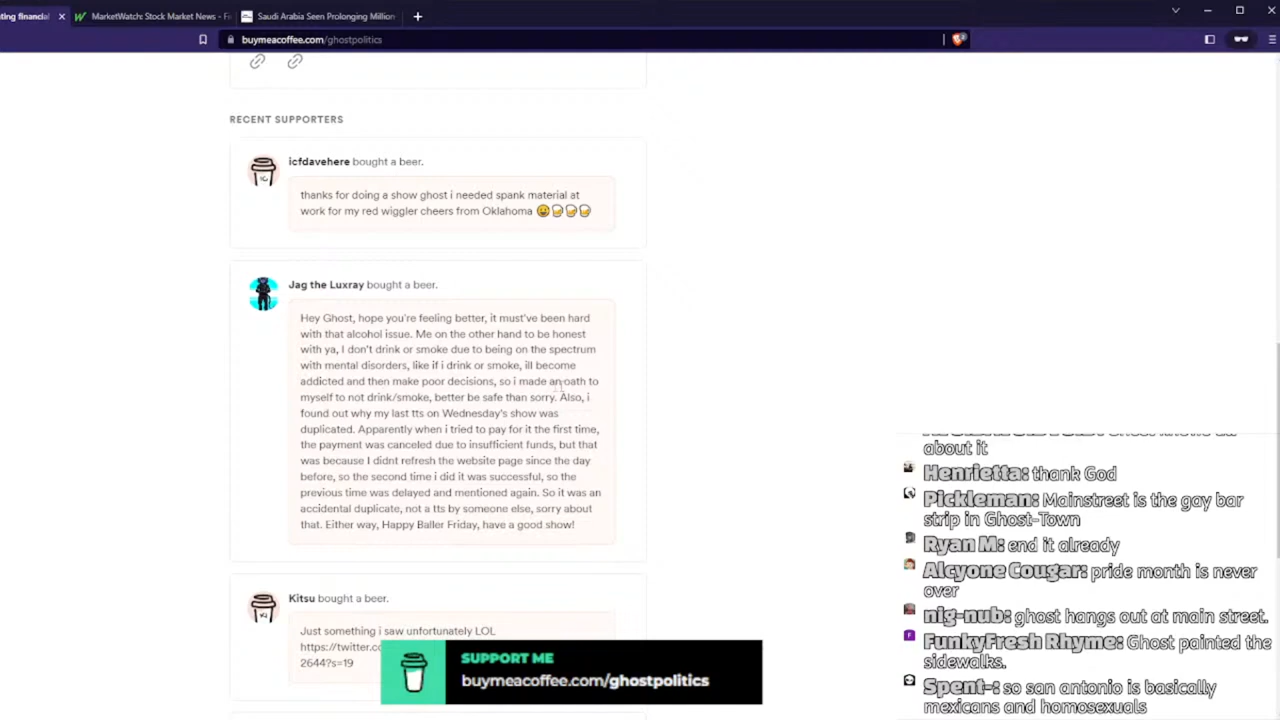 ting financial
MarketWatch: Stock Market News - Fi
Saudi Arabia Seen Prolonging Million
buymeacoffee.com/ghostpolitics
RECENT SUPPORTERS
icfdavehere bought a beer.
thanks for doing a show ghost i needed spank material at
work for my red wiggler cheers from Oklahoma 😀🍺🍺🍺
Jag the Luxray bought a beer.
Hey Ghost, hope you're feeling better, it must've been hard
with that alcohol issue. Me on the other hand to be honest
with ya, I don't drink or smoke due to being on the spectrum
with mental disorders, like if i drink or smoke, ill become
addicted and then make poor decisions, so i made an oath to
myself to not drink/smoke, better be safe than sorry. Also, i
found out why my last tts on Wednesday's show was
duplicated. Apparently when i tried to pay for it the first time,
the payment was canceled due to insufficient funds, but that
was because I didnt refresh the website page since the day
before, so the second time i did it was successful, so the
previous time was delayed and mentioned again. So it was an
accidental duplicate, not a tts by someone else, sorry about
that. Either way, Happy Baller Friday, have a good show!
Kitsu bought a beer.
Just something i saw unfortunately LOL
https://twitter.co
2644?s=19
SUPPORT ME
buymeacoffee.com/ghostpolitics
about it
Henrietta: thank God
Pickleman: Mainstreet is the gay bar
strip in Ghost-Town
Ryan M: end it already
Alcyone Cougar: pride month is never
over
nig-nub: ghost hangs out at main street.
FunkyFresh Rhyme: Ghost painted the
sidewalks.
Spent-: so san antonio is basically
mexicans and homosexuals